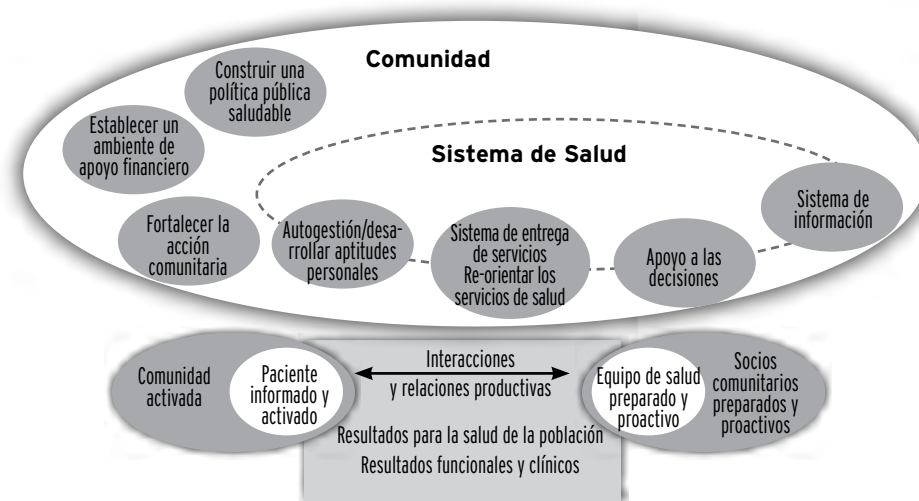 Comunidad
Construir una
política pública
saludable
Establecer un
ambiente de
apoyo financiero
Sistema de Salud
Fortalecer la
acción
comunitaria
Autogestión/desa-
rrollar aptitudes
personales
Sistema de entrega
de servicios
Re-orientar los
servicios de salud
Apoyo a las
decisiones
Sistema de
información
Comunidad
activada
Paciente
informado y
activado
Interacciones
y relaciones productivas
Equipo de salud
preparado y
proactivo
Socios
comunitarios
preparados y
proactivos
Resultados para la salud de la población
Resultados funcionales y clínicos